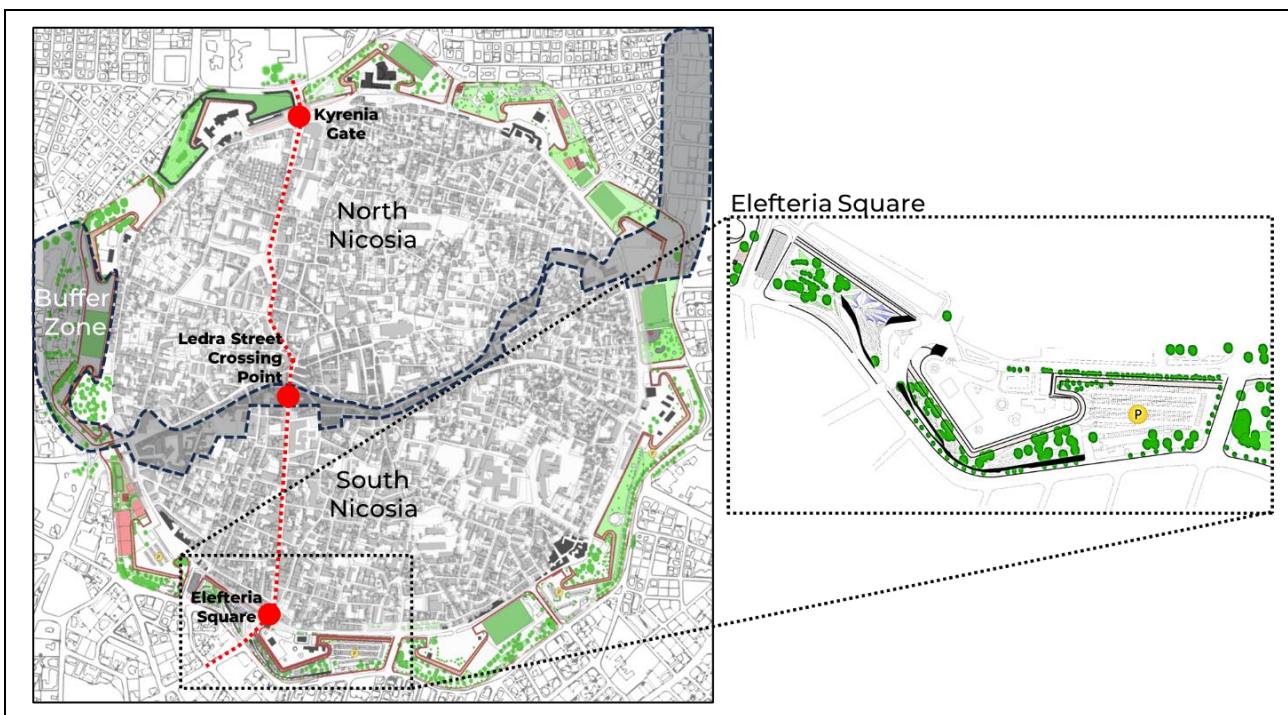 Kyrenia
Gate
North
Nicosia
Buffer
Zone
Ledra Street
Crossing
Point
South
Nicosia
Elefteria
Square
Elefteria Square
P
P
P
P
P